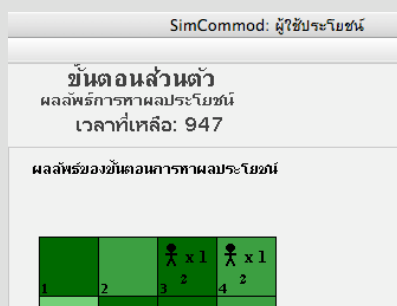 SimCommod: ผู้ใช้ประโยชน์
ขั้นตอนส่วนตัว
ผลลัพธ์การหาผลประโยชน์
เวลาที่เหลือ: 947
ผลลัพธ์ของขั้นตอนการหาผลประโยชน์
x 1 x 1
2 2
1 2 3 4